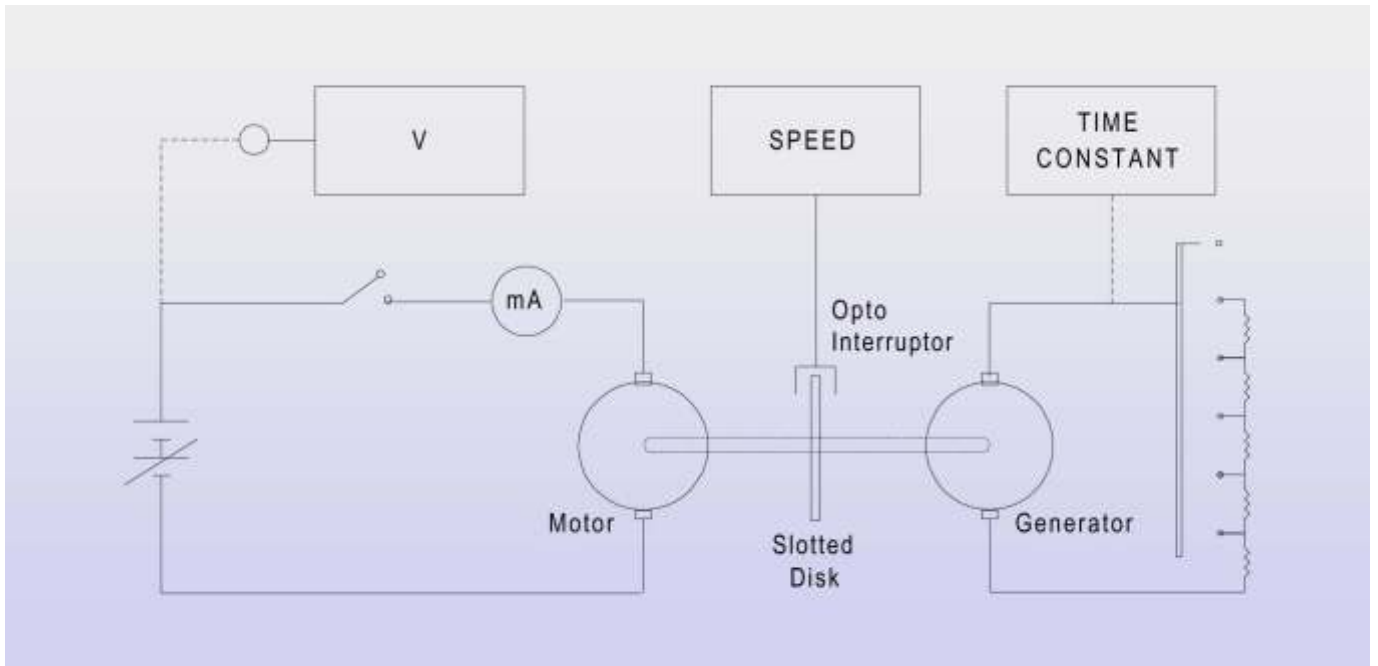 V
SPEED
TIME
CONSTANT
mA
Opto
Interruptor
Motor
Generator
Slotted
Disk